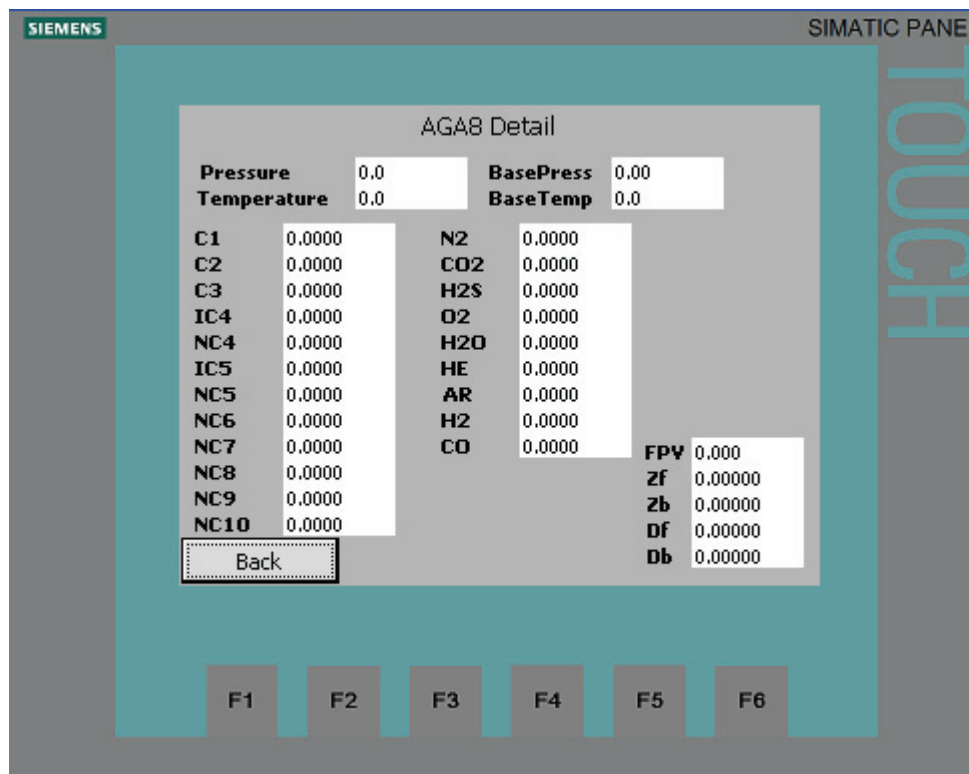 SIEMENS
SIMATIC PANE
TOUCH
AGA8 Detail
Pressure 0.0 BasePress 0.00
Temperature 0.0 BaseTemp 0.0
C1 0.0000 N2 0.0000
C2 0.0000 CO2 0.0000
C3 0.0000 H2S 0.0000
IC4 0.0000 O2 0.0000
NC4 0.0000 H2O 0.0000
IC5 0.0000 HE 0.0000
NC5 0.0000 AR 0.0000
NC6 0.0000 H2 0.0000
NC7 0.0000 CO 0.0000 FPV 0.000
NC8 0.0000 Zf 0.00000
NC9 0.0000 Zb 0.00000
NC10 0.0000 Df 0.00000
Back Db 0.00000
F1 F2 F3 F4 F5 F6